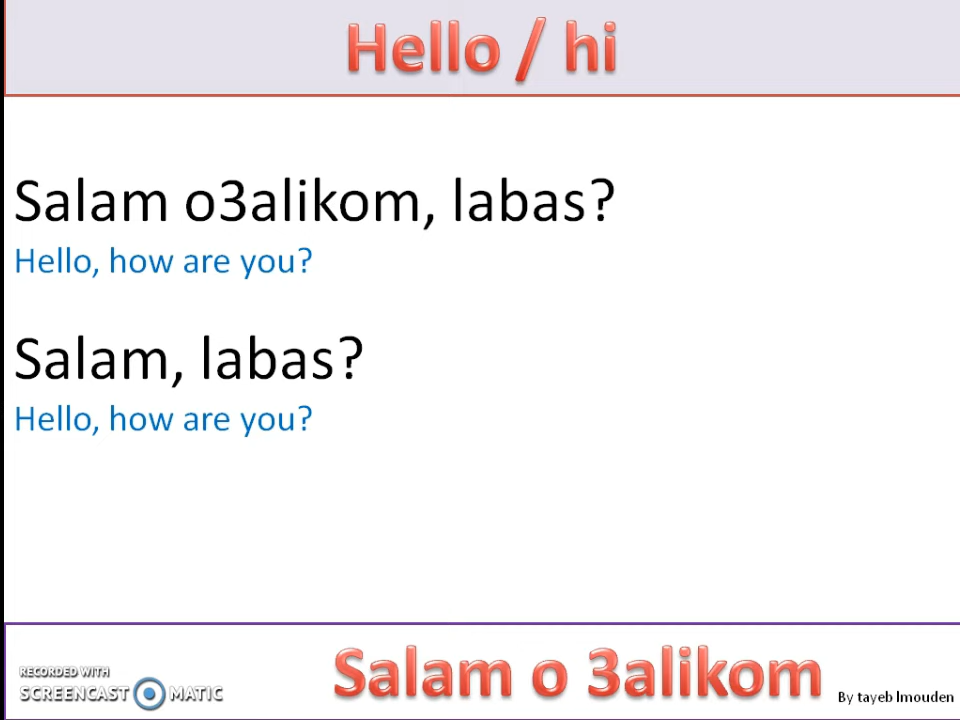 Hello / hi
Salam o3alikom, labas?
Hello, how are you?
Salam, labas?
Hello, how are you?
Salam o 3alikom
RECORDED WITH
SCREENCAST MATIC
By tayeb lmouden